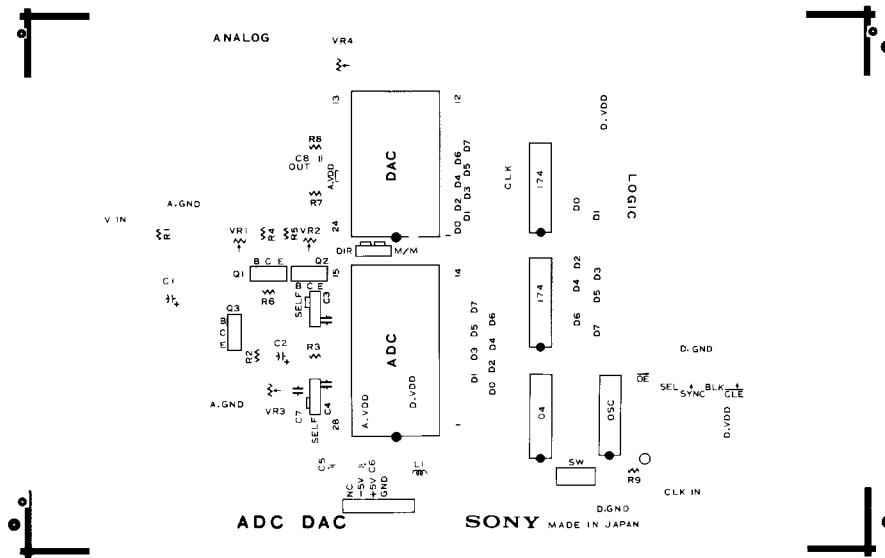 ANALOG
VR4
13
12
D.VDD
R8
C8
OUT
A.VDD
DAC
D7
D6
D5
D4
D3
D2
D1
D0
CLK
174
LOGIC
R7
A.GND
V IN
24
1
D0
D1
R1
VR1
R4
R5
VR2
DIR
M/M
B C E
Q1
Q2
B C E
15
14
C1
R6
SELF
C3
174
D2
D3
D4
D5
D6
D7
Q3
B
C
E
R2
C2
R3
ADC
D7
D6
D5
D4
D3
D2
D1
D0
D.GND
OE
SEL
SYNC
BLK
CLE
D.VDD
A.GND
VR3
C7
SELF
C4
28
A.VDD
D.VDD
1
04
OSC
C5
C6
L1
SW
R9
NC
-5V
+5V
GND
CLK IN
D.GND
ADC DAC
SONY MADE IN JAPAN